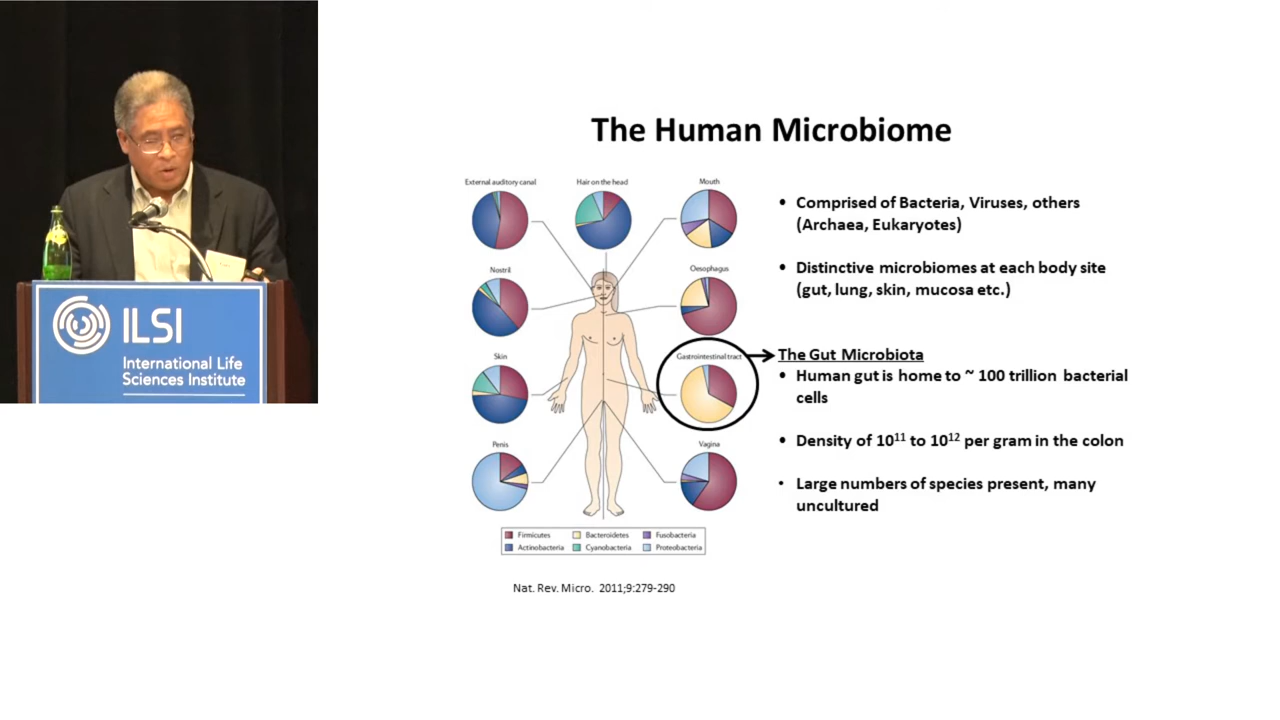 The Human Microbiome
External auditory canal
Hair on the head
Mouth
Nostril
Oesophagus
Skin
Gastrointestinal tract
Penis
Vagina
Firmicutes
Bacteroidetes
Fusobacteria
Actinobacteria
Cyanobacteria
Proteobacteria
Nat. Rev. Micro. 2011;9:279-290
• Comprised of Bacteria, Viruses, others
(Archaea, Eukaryotes)
• Distinctive microbiomes at each body site
(gut, lung, skin, mucosa etc.)
The Gut Microbiota
• Human gut is home to ~ 100 trillion bacterial
cells
• Density of 10¹¹ to 10¹² per gram in the colon
• Large numbers of species present, many
uncultured
ILSI
International Life
Sciences Institute